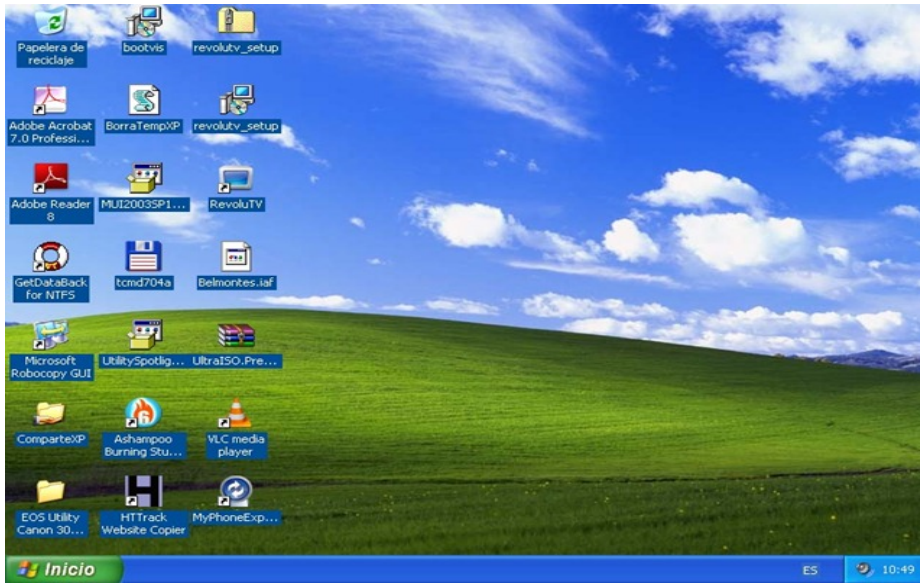 Papelera de
reciclaje
bootvis
revolutv_setup
Adobe Acrobat
7.0 Professi...
BorraTempXP
revolutv_setup
Adobe Reader
8
MUI2003SP1...
RevoluTV
GetDataBack
for NTFS
tcmd704a
Belmontes.iaf
Microsoft
Robocopy GUI
UtilitySpotlig...
UltraISO.Pre...
ComparteXP
Ashampoo
Burning Stu...
VLC media
player
EOS Utility
Canon 30...
HTTrack
Website Copier
MyPhoneExp...
Inicio
ES
10:49